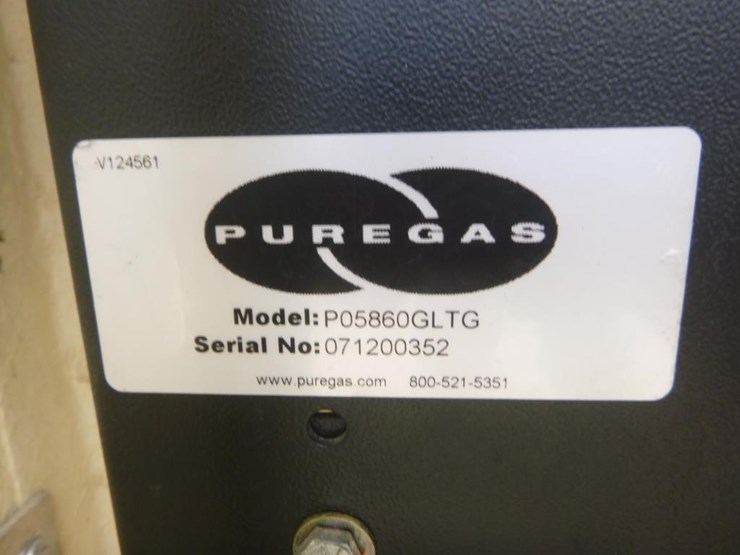 V124561
PUREGAS
Model: P05860GLTG
Serial No: 071200352
www.puregas.com 800-521-5351